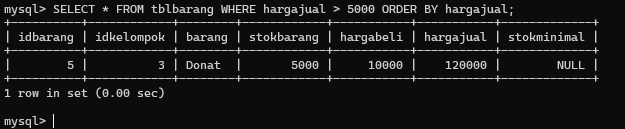 mysql> SELECT * FROM tblbarang WHERE hargajual > 5000 ORDER BY hargajual;
+----------+------------+--------+------------+-----------+-----------+-------------+
| idbarang | idkelompok | barang | stokbarang | hargabeli | hargajual | stokminimal |
+----------+------------+--------+------------+-----------+-----------+-------------+
|        5 |          3 | Donat  |       5000 |     10000 |    120000 |        NULL |
+----------+------------+--------+------------+-----------+-----------+-------------+
1 row in set (0.00 sec)
mysql>